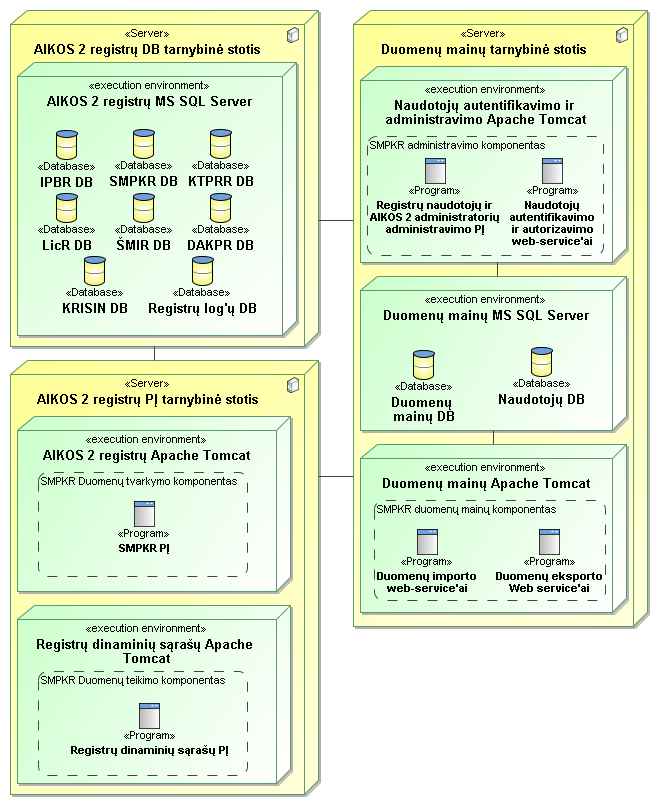 «Server»
AIKOS 2 registrų DB tarnybinė stotis
«execution environment»
AIKOS 2 registrų MS SQL Server
«Database»
IPBR DB
«Database»
SMPKR DB
«Database»
KTPRR DB
«Database»
LicR DB
«Database»
ŠMIR DB
«Database»
DAKPR DB
«Database»
KRISIN DB
«Database»
Registrų log'ų DB
«Server»
AIKOS 2 registrų PĮ tarnybinė stotis
«execution environment»
AIKOS 2 registrų Apache Tomcat
SMPKR Duomenų tvarkymo komponentas
«Program»
SMPKR PĮ
«execution environment»
Registrų dinaminių sąrašų Apache
Tomcat
SMPKR Duomenų teikimo komponentas
«Program»
Registrų dinaminių sąrašų PĮ
«Server»
Duomenų mainų tarnybinė stotis
«execution environment»
Naudotojų autentifikavimo ir
administravimo Apache Tomcat
SMPKR administravimo komponentas
«Program»
Registrų naudotojų ir
AIKOS 2 administratorių
administravimo PĮ
«Program»
Naudotojų
autentifikavimo
ir autorizavimo
web-service'ai
«execution environment»
Duomenų mainų MS SQL Server
«Database»
Duomenų
mainų DB
«Database»
Naudotojų DB
«execution environment»
Duomenų mainų Apache Tomcat
SMPKR duomenų mainų komponentas
«Program»
Duomenų importo
web-service'ai
«Program»
Duomenų eksporto
Web service'ai